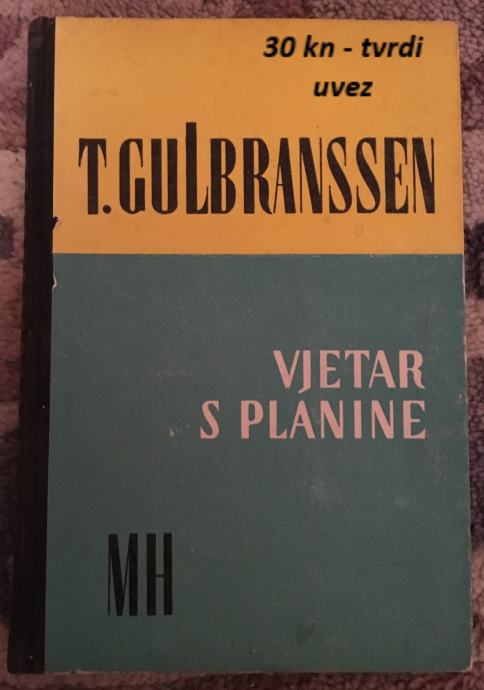 30 kn - tvrdi
uvez
T. GULBRANSSEN
VJETAR
S PLANINE
MH